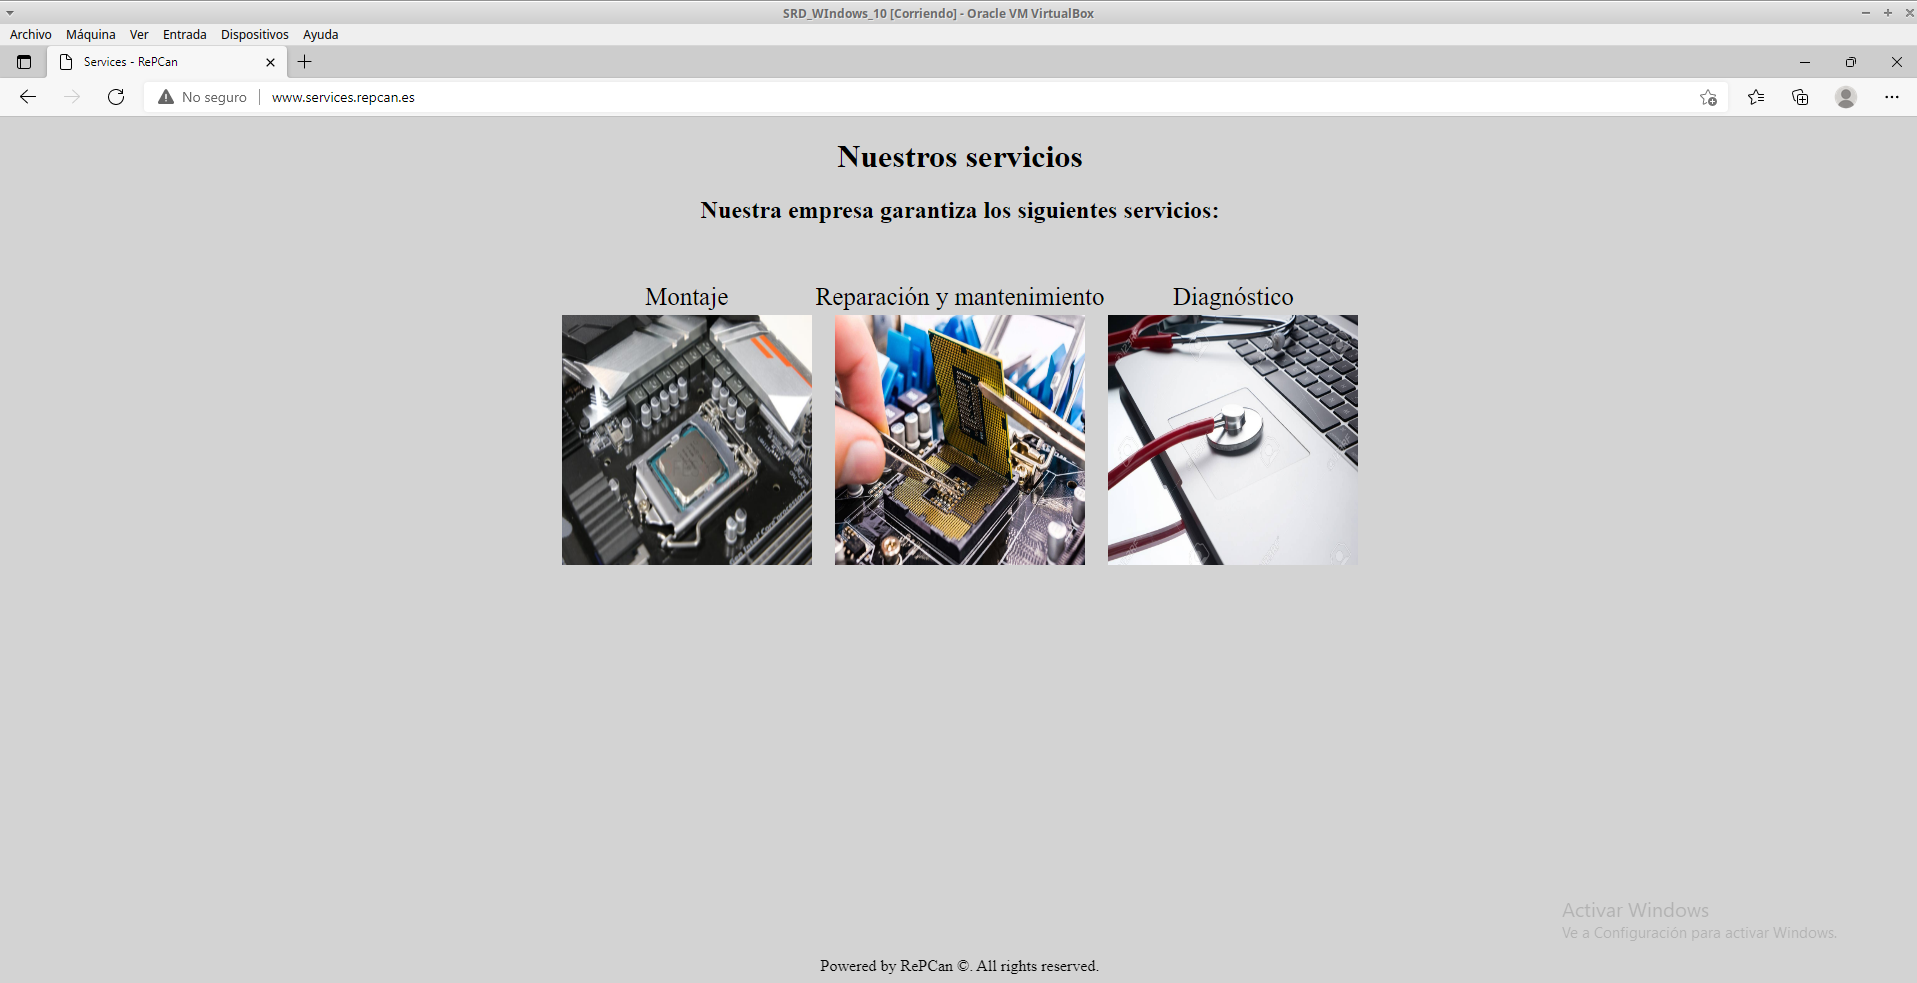 SRD_WIndows_10 [Corriendo] - Oracle VM VirtualBox
Archivo Máquina Ver Entrada Dispositivos Ayuda
Services - RePCan
No seguro www.services.repcan.es
Nuestros servicios
Nuestra empresa garantiza los siguientes servicios:
Montaje Reparación y mantenimiento Diagnóstico
Activar Windows
Ve a Configuración para activar Windows.
Powered by RePCan ©. All rights reserved.